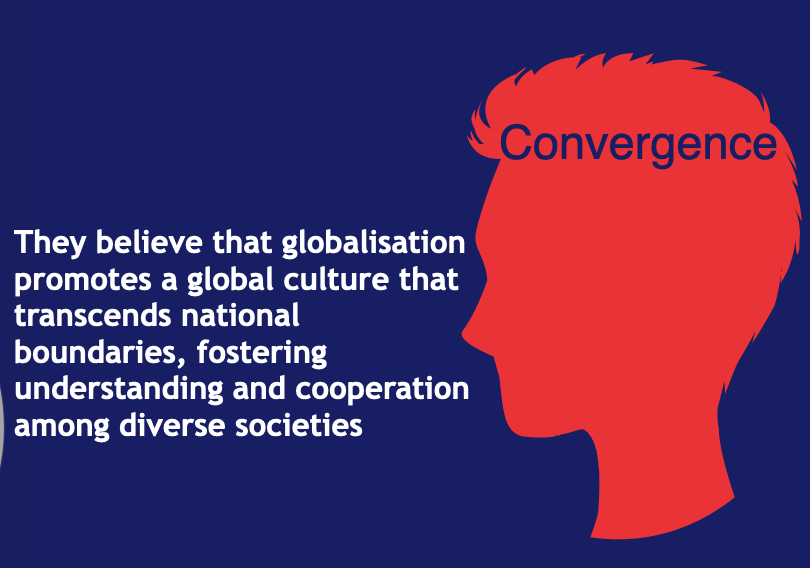 Convergence
They believe that globalisation
promotes a global culture that
transcends national
boundaries, fostering
understanding and cooperation
among diverse societies